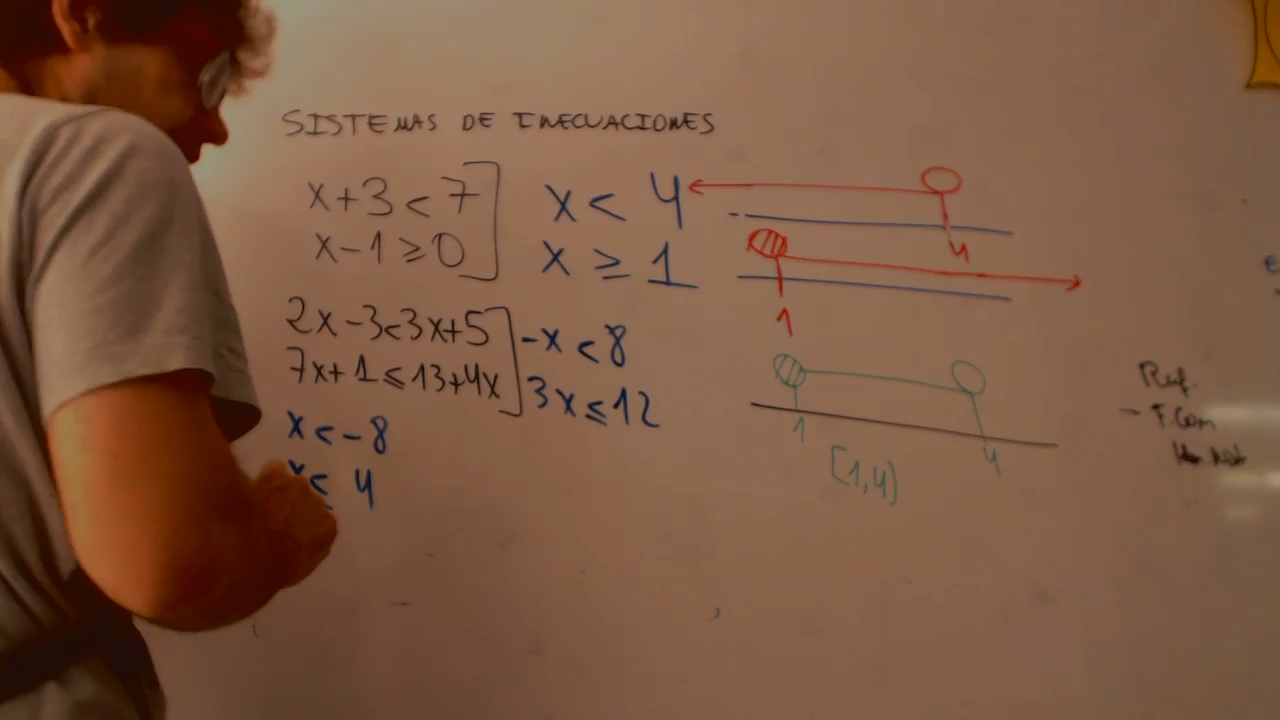 SISTEMAS DE INECUACIONES
x+3<7
x-1≥0
x< 4
x ≥ 1
4
1
2x-3<3x+5
7x+1≤13+4x
-x <8
3x≤12
x<-8
x≤ 4
1
4
[1,4)
Ref.